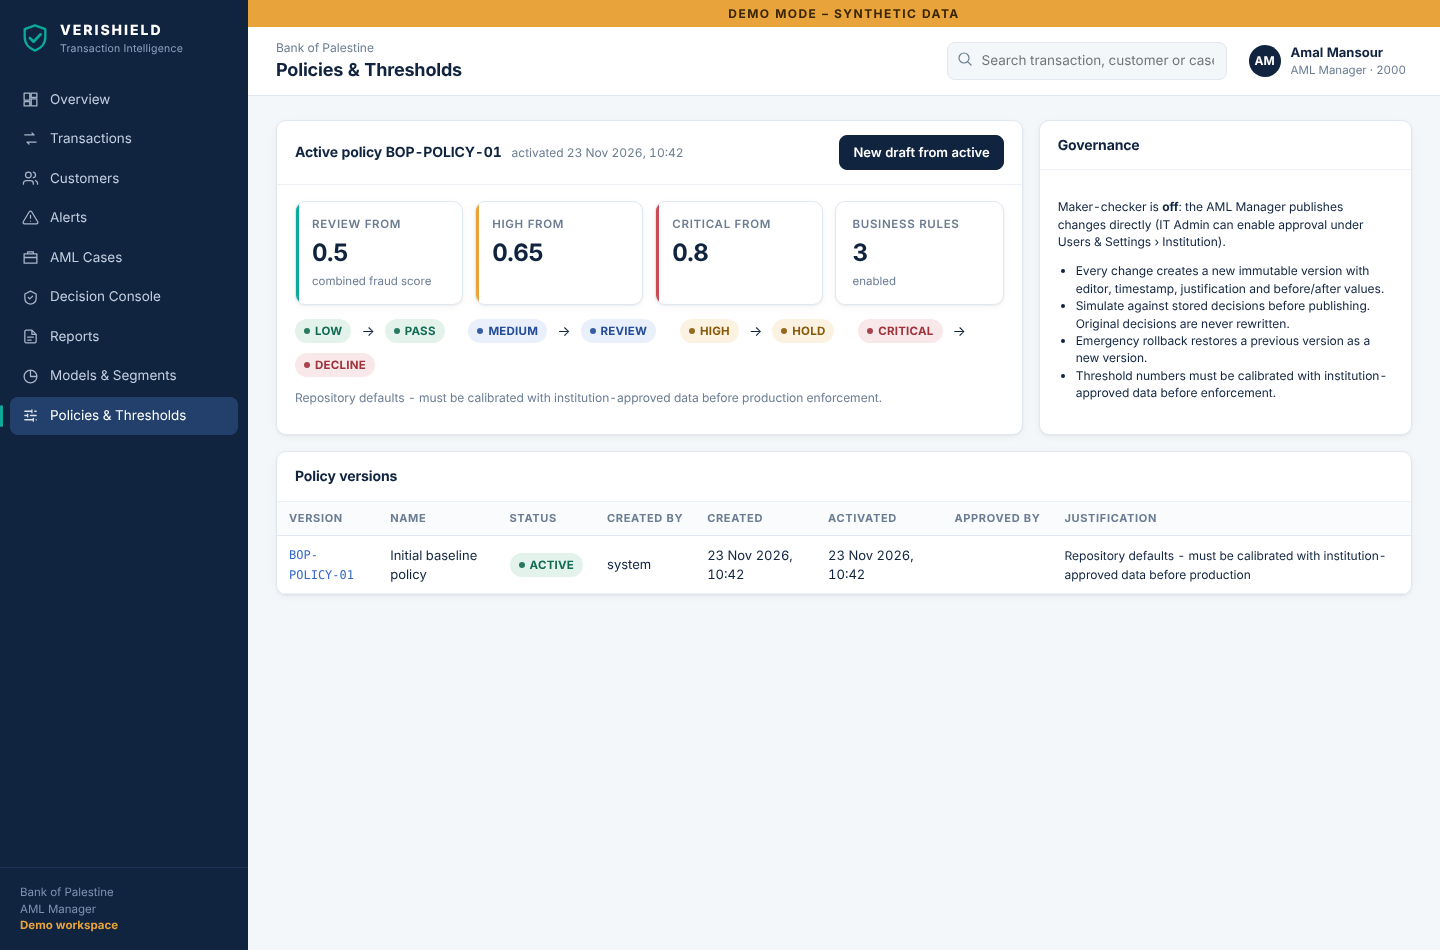 VERISHIELD
Transaction Intelligence
Overview
Transactions
Customers
Alerts
AML Cases
Decision Console
Reports
Models & Segments
Policies & Thresholds
Bank of Palestine
AML Manager
Demo workspace
DEMO MODE – SYNTHETIC DATA
Bank of Palestine
Policies & Thresholds
Search transaction, customer or case
AM
Amal Mansour
AML Manager · 2000
Active policy BOP-POLICY-01 activated 23 Nov 2026, 10:42
New draft from active
REVIEW FROM
0.5
combined fraud score
HIGH FROM
0.65
CRITICAL FROM
0.8
BUSINESS RULES
3
enabled
LOW → PASS MEDIUM → REVIEW HIGH → HOLD CRITICAL →
DECLINE
Repository defaults - must be calibrated with institution-approved data before production enforcement.
Governance
Maker-checker is off: the AML Manager publishes
changes directly (IT Admin can enable approval under
Users & Settings › Institution).
• Every change creates a new immutable version with
editor, timestamp, justification and before/after values.
• Simulate against stored decisions before publishing.
Original decisions are never rewritten.
• Emergency rollback restores a previous version as a
new version.
• Threshold numbers must be calibrated with institution-
approved data before enforcement.
Policy versions
VERSION NAME STATUS CREATED BY CREATED ACTIVATED APPROVED BY JUSTIFICATION
BOP-
POLICY-01
Initial baseline
policy
ACTIVE
system
23 Nov 2026,
10:42
23 Nov 2026,
10:42
Repository defaults - must be calibrated with institution-
approved data before production